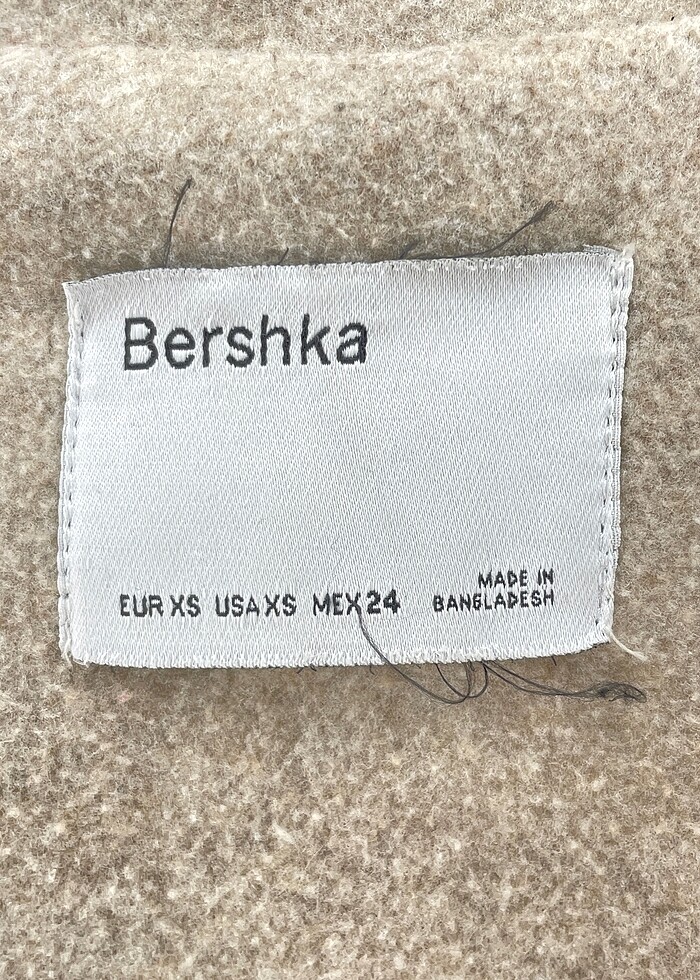 Bershka
EUR XS USA XS MEX 24
MADE IN
BANGLADESH